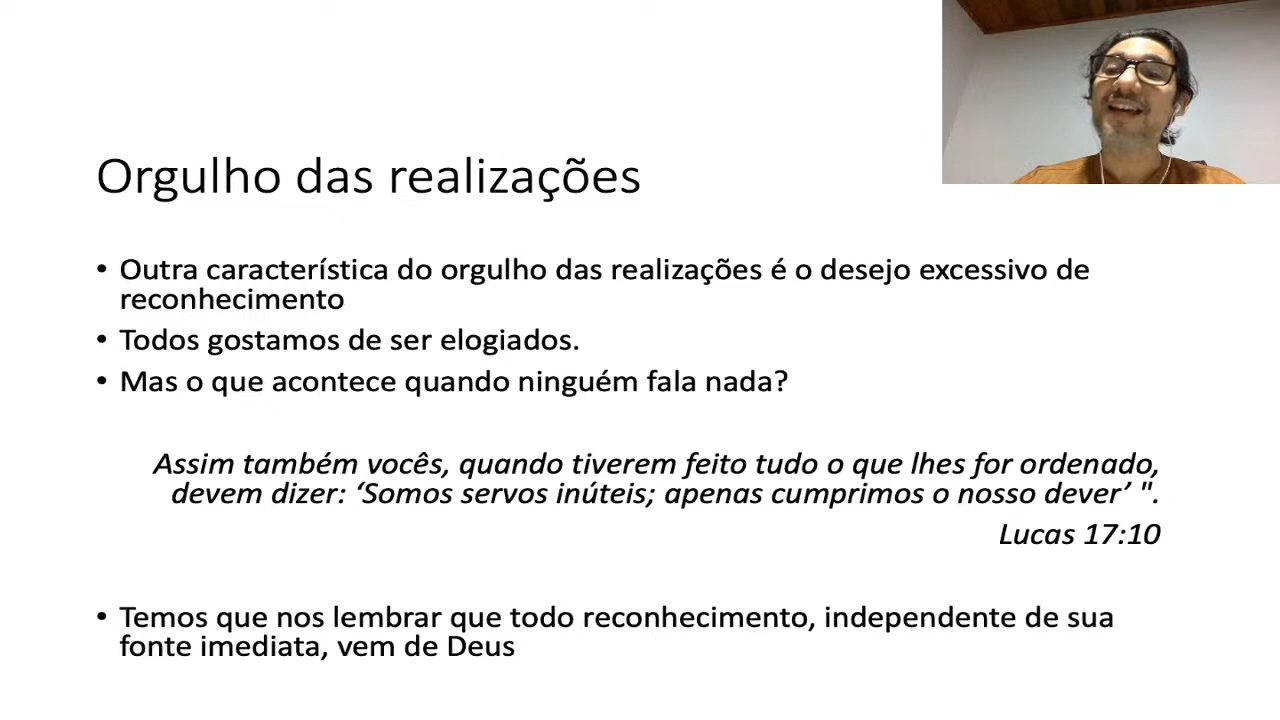 Orgulho das realizações
• Outra característica do orgulho das realizações é o desejo excessivo de
reconhecimento
• Todos gostamos de ser elogiados.
• Mas o que acontece quando ninguém fala nada?
Assim também vocês, quando tiverem feito tudo o que lhes for ordenado,
devem dizer: ‘Somos servos inúteis; apenas cumprimos o nosso dever’ ".
Lucas 17:10
• Temos que nos lembrar que todo reconhecimento, independente de sua
fonte imediata, vem de Deus